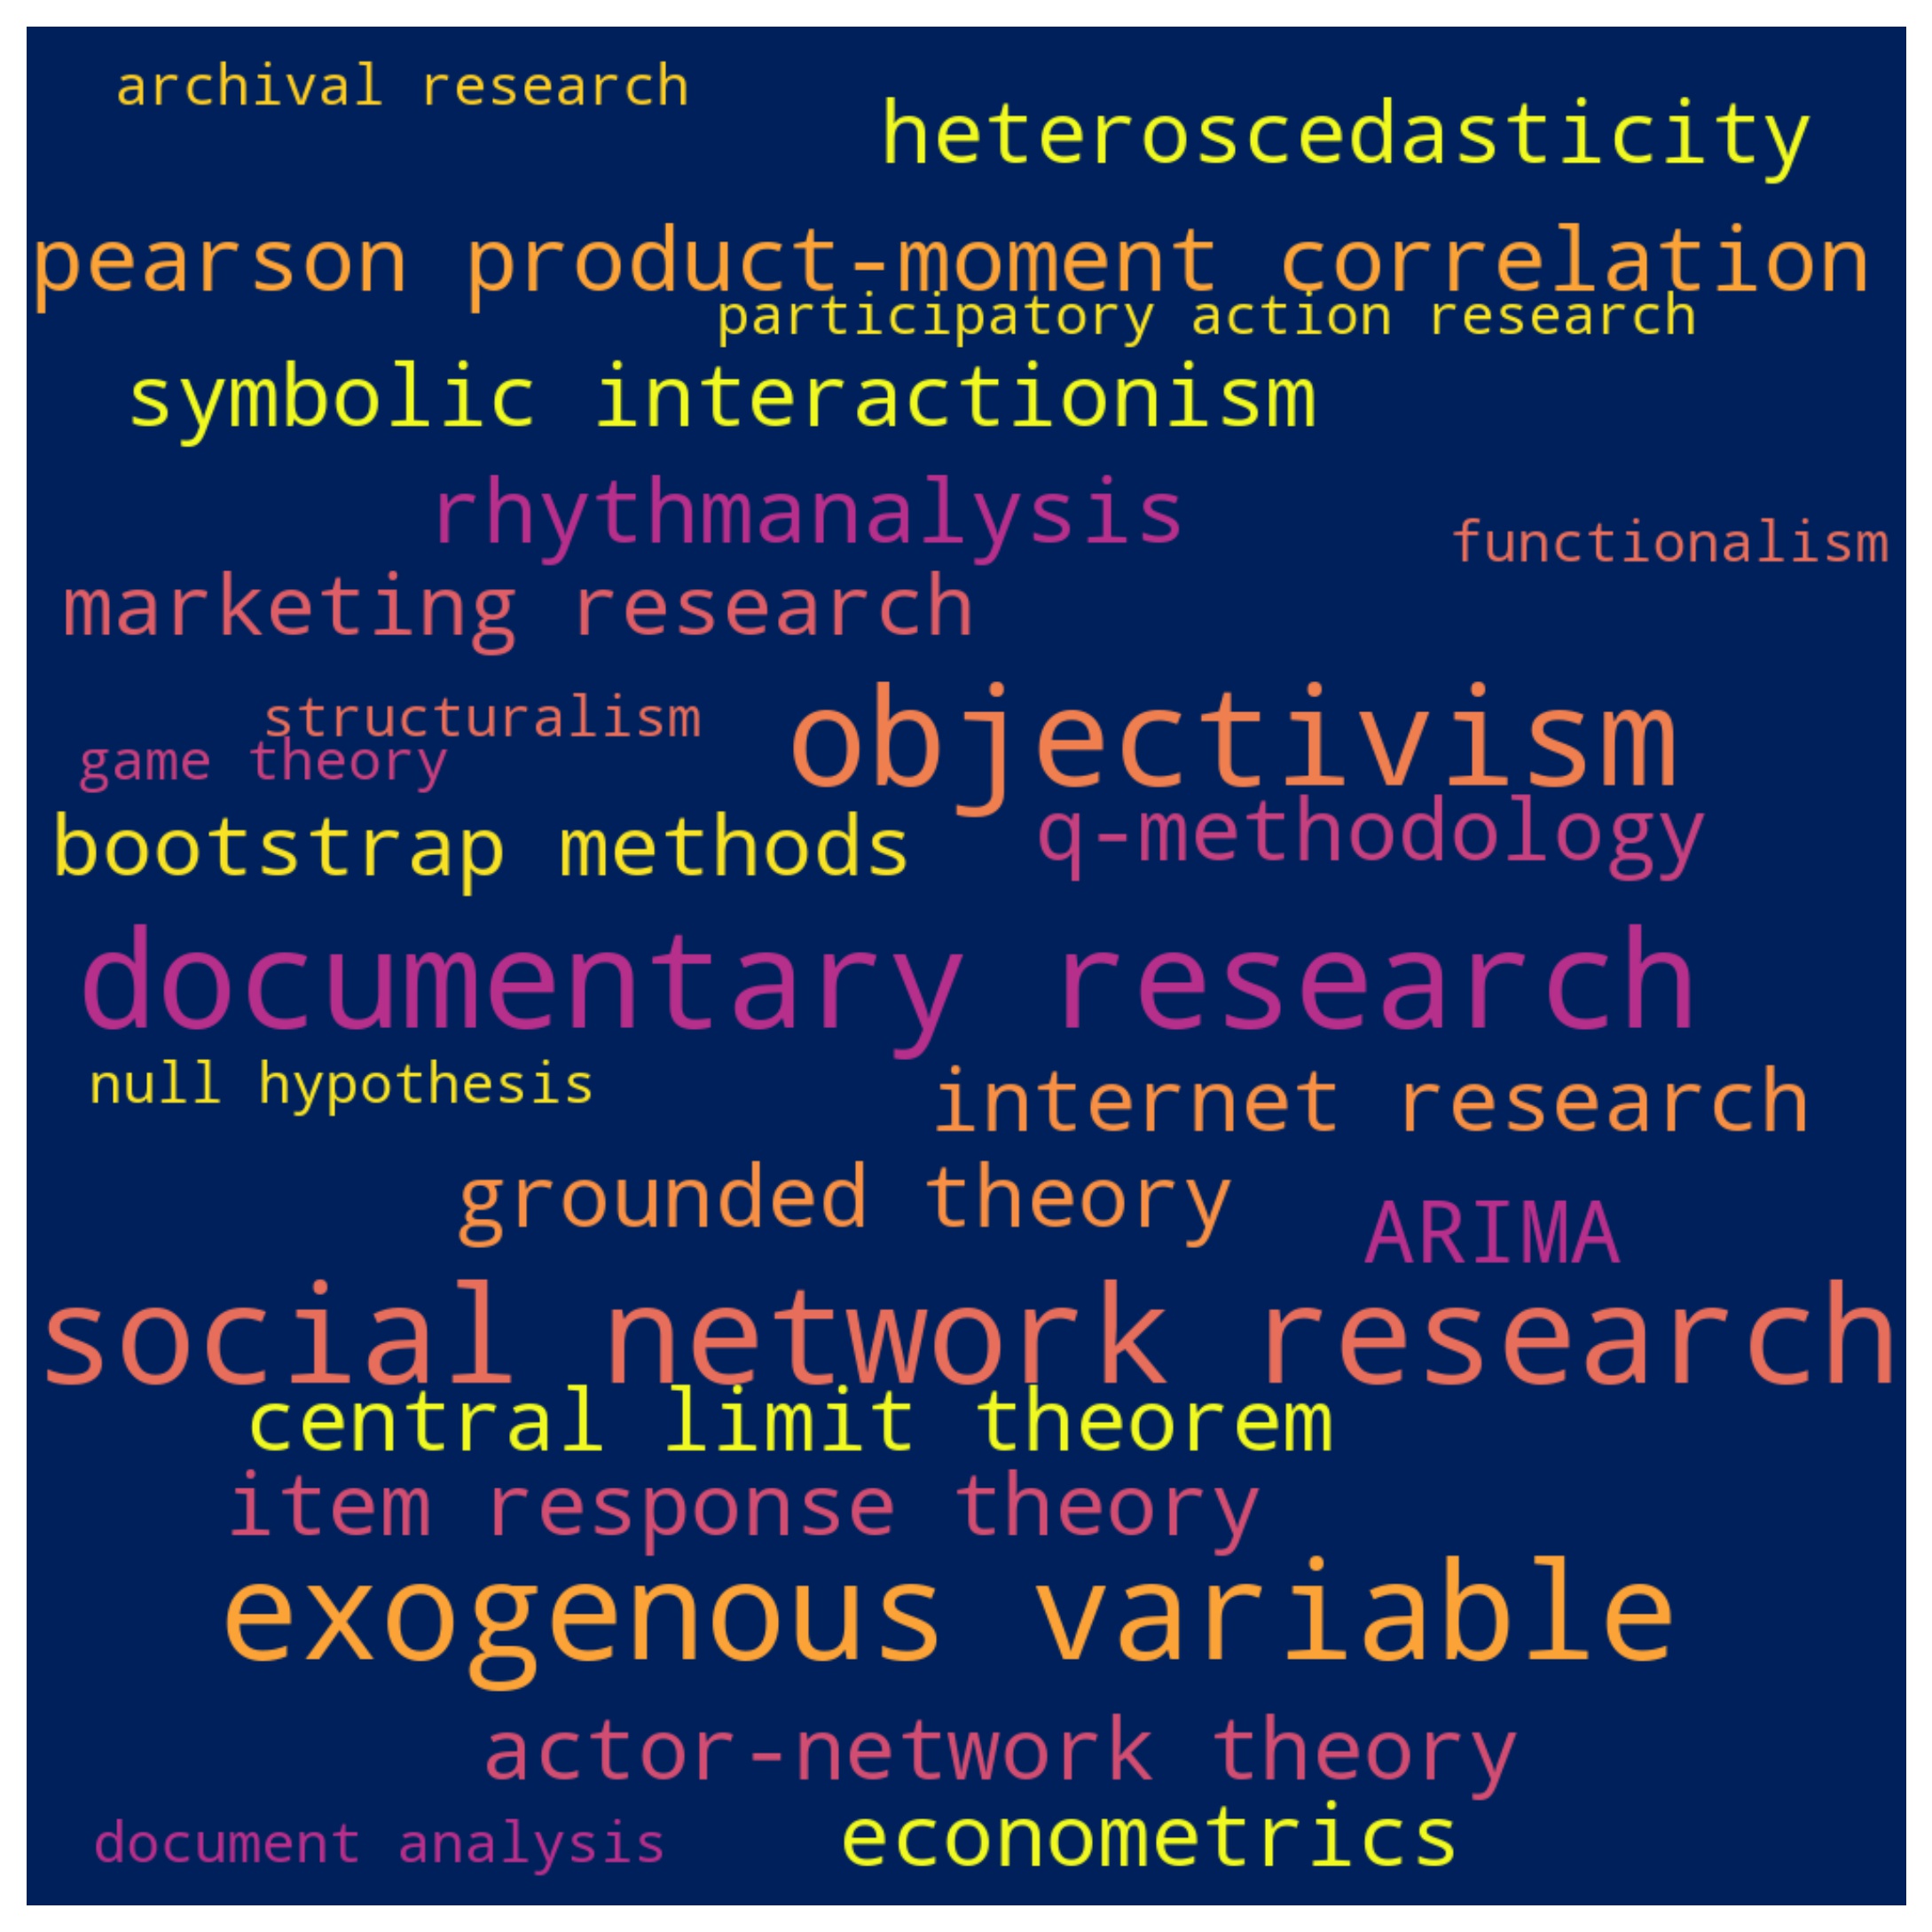 archival research
heteroscedasticity
pearson product-moment correlation
participatory action research
symbolic interactionism
rhythmanalysis
functionalism
marketing research
structuralism
objectivism
game theory
bootstrap methods
q-methodology
documentary research
null hypothesis
internet research
grounded theory
ARIMA
social network research
central limit theorem
item response theory
exogenous variable
actor-network theory
document analysis
econometrics